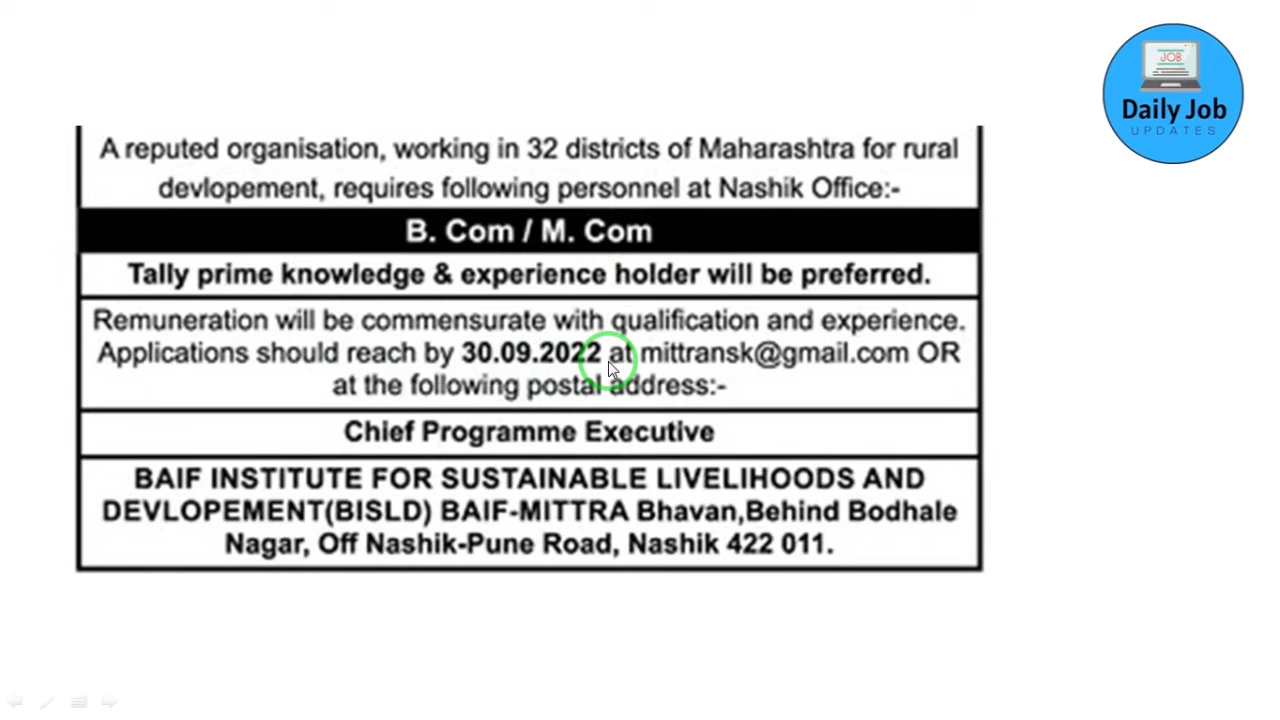 JOB
Daily Job
UPDATES
A reputed organisation, working in 32 districts of Maharashtra for rural
devlopement, requires following personnel at Nashik Office:-
B. Com / M. Com
Tally prime knowledge & experience holder will be preferred.
Remuneration will be commensurate with qualification and experience.
Applications should reach by 30.09.2022 at mittransk@gmail.com OR
at the following postal address:-
Chief Programme Executive
BAIF INSTITUTE FOR SUSTAINABLE LIVELIHOODS AND
DEVLOPEMENT(BISLD) BAIF-MITTRA Bhavan,Behind Bodhale
Nagar, Off Nashik-Pune Road, Nashik 422 011.